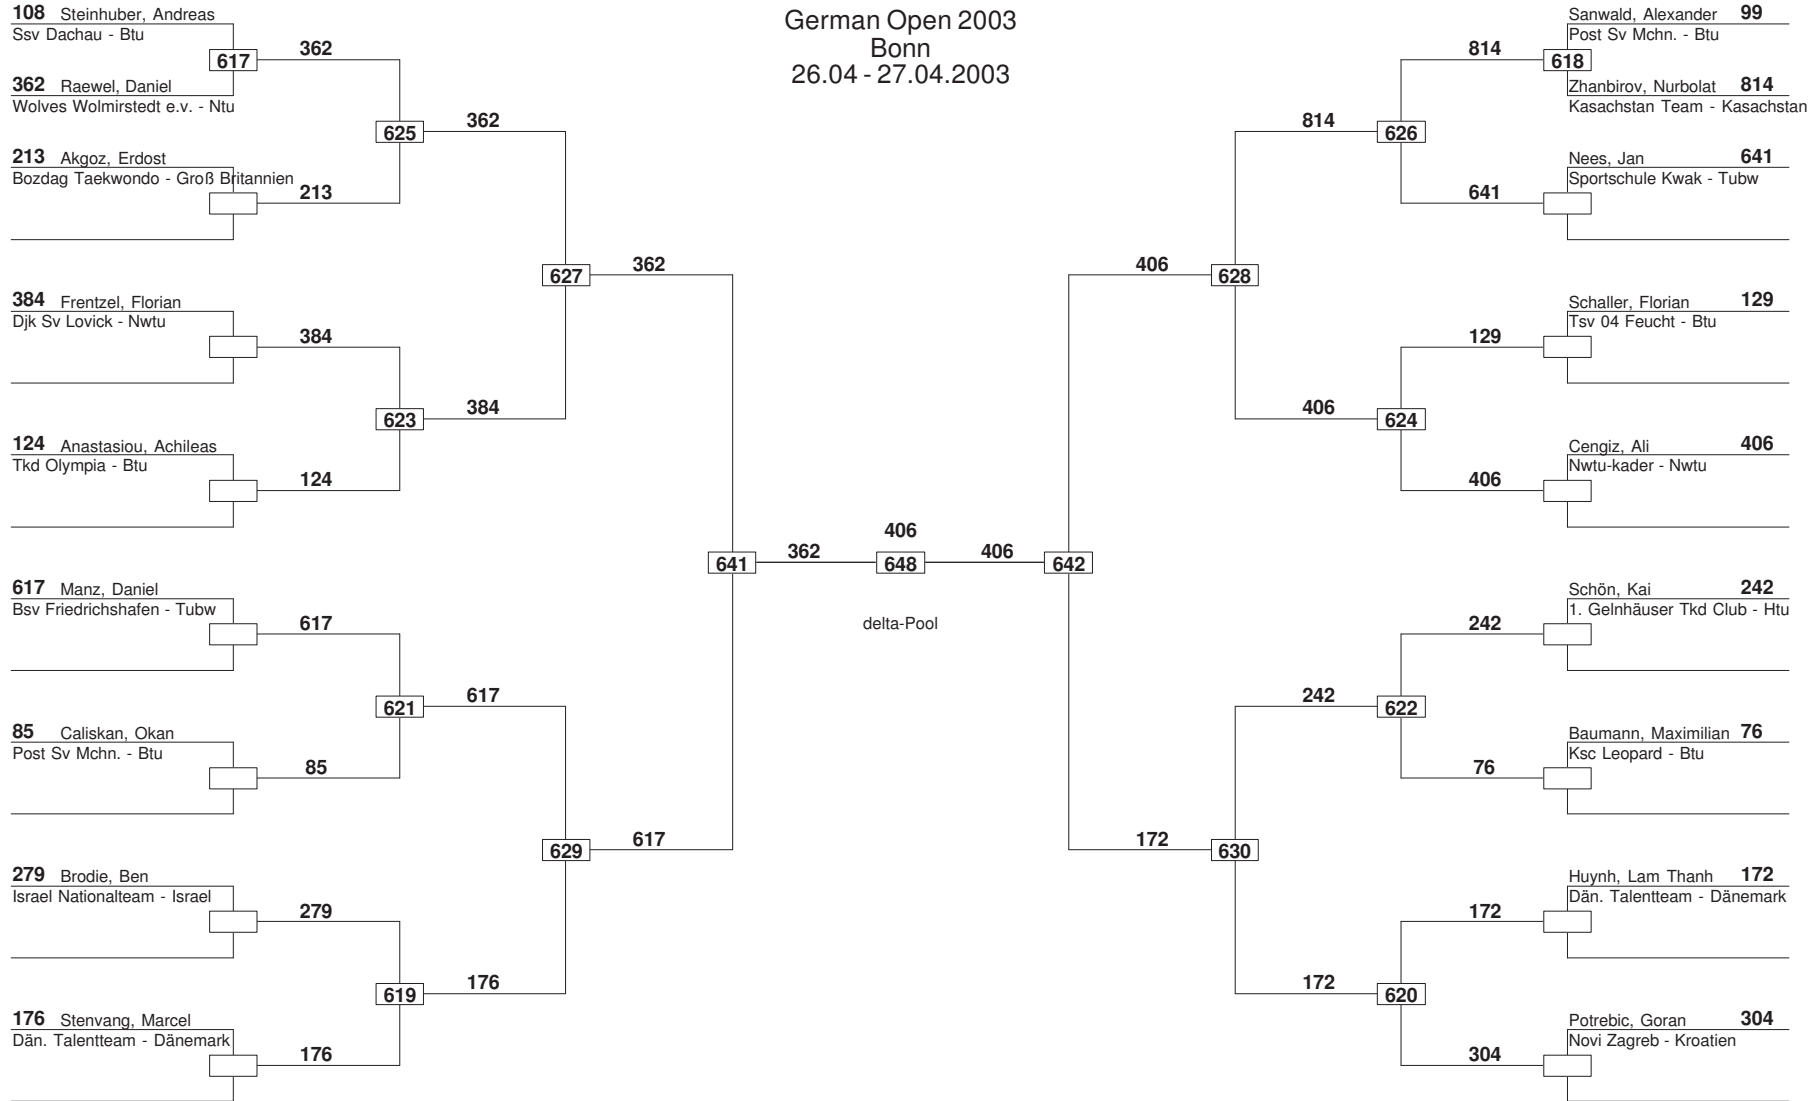 German Open 2003
Bonn
26.04 - 27.04.2003
108 Steinhuber, Andreas
Ssv Dachau - Btu
617
362
362 Raewel, Daniel
Wolves Wolmirstedt e.v. - Ntu
625
362
213 Akgoz, Erdost
Bozdag Taekwondo - Groß Britannien
213
627
362
384 Frentzel, Florian
Djk Sv Lovick - Nwtu
384
623
384
124 Anastasiou, Achileas
Tkd Olympia - Btu
124
641
362
648
406
406
642
delta-Pool
617 Manz, Daniel
Bsv Friedrichshafen - Tubw
617
621
617
85 Caliskan, Okan
Post Sv Mchn. - Btu
85
629
617
279 Brodie, Ben
Israel Nationalteam - Israel
279
619
176
176 Stenvang, Marcel
Dän. Talentteam - Dänemark
176
Sanwald, Alexander 99
Post Sv Mchn. - Btu
814
618
Zhanbirov, Nurbolat 814
Kasachstan Team - Kasachstan
814
626
Nees, Jan 641
Sportschule Kwak - Tubw
641
406
628
Schaller, Florian 129
Tsv 04 Feucht - Btu
129
406
624
Cengiz, Ali 406
Nwtu-kader - Nwtu
406
Schön, Kai 242
1. Gelnhäuser Tkd Club - Htu
242
242
622
Baumann, Maximilian 76
Ksc Leopard - Btu
76
172
630
Huynh, Lam Thanh 172
Dän. Talentteam - Dänemark
172
172
620
Potrebic, Goran 304
Novi Zagreb - Kroatien
304